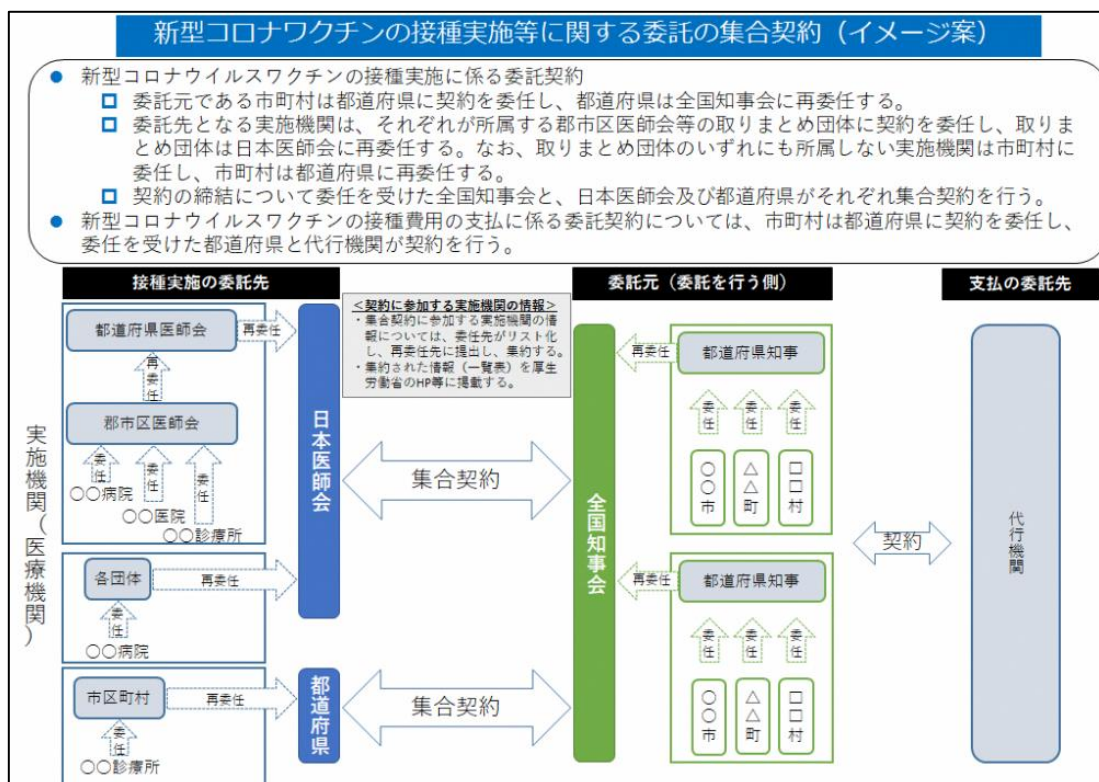 新型コロナワクチンの接種実施等に関する委託の集合契約（イメージ案）
● 新型コロナウイルスワクチンの接種実施に係る委託契約
委託元である市町村は都道府県に契約を委任し、都道府県は全国知事会に再委任する。
委託先となる実施機関は、それぞれが所属する郡市区医師会等の取りまとめ団体に契約を委任し、取りま
とめ団体は日本医師会に再委任する。なお、取りまとめ団体のいずれにも所属しない実施機関は市町村に
委任し、市町村は都道府県に再委任する。
契約の締結について委任を受けた全国知事会と、日本医師会及び都道府県がそれぞれ集合契約を行う。
● 新型コロナウイルスワクチンの接種費用の支払に係る委託契約については、市町村は都道府県に契約を委任し、
委任を受けた都道府県と代行機関が契約を行う。
接種実施の委託先
委託元（委託を行う側）
支払の委託先
実施機関（医療機関）
都道府県医師会
再委任
再委任
郡市区医師会
委任
委任
委任
〇〇病院
〇〇医院
〇〇診療所
各団体
再委任
委任
〇〇病院
市区町村
再委任
委任
〇〇診療所
日本医師会
都道府県
＜契約に参加する実施機関の情報＞
・集合契約に参加する実施機関の情
報については、委任先がリスト化
し、再委任先に提出し、集約する。
・集約された情報（一覧表）を厚生
労働省のHP等に掲載する。
集合契約
集合契約
全国知事会
再委任
都道府県知事
委任
委任
委任
〇〇市
△△町
□□村
再委任
都道府県知事
委任
委任
委任
〇〇市
△△町
□□村
契約
代行機関